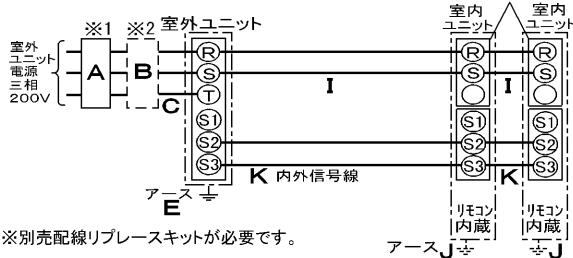 ※1
※2
室外ユニット
室内
ユニット
室内
ユニット
室外
ユニット
電源
三相
200V
A
B
C
R
S
T
S1
S2
S3
I
R
S
S1
S2
S3
I
R
S
S1
S2
S3
K 内外信号線
K
アース
E
リモコン
内蔵
リモコン
内蔵
※別売配線リプレースキットが必要です。
アース J
J